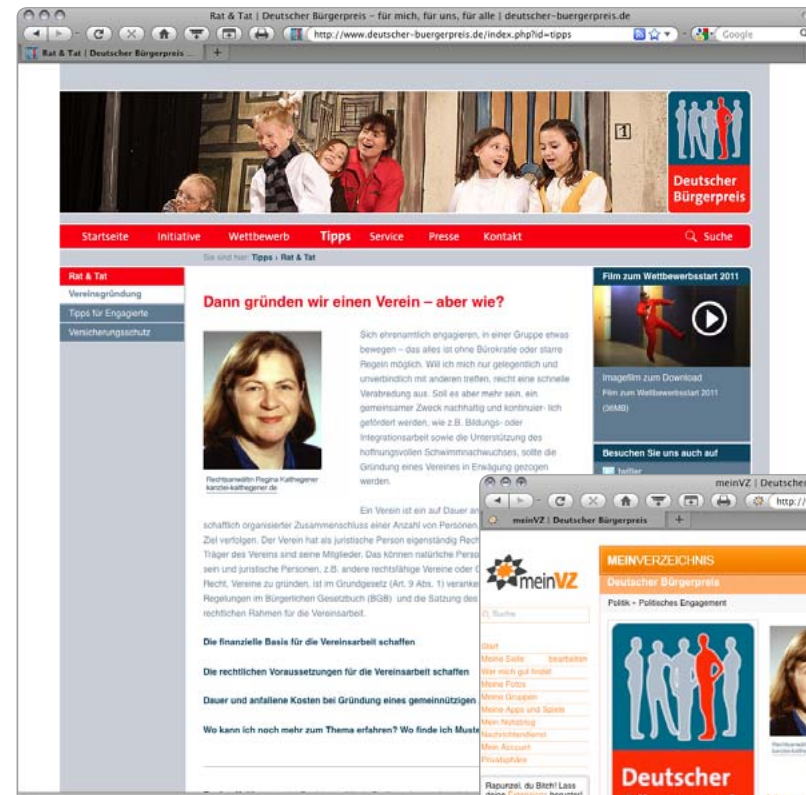 Rat & Tat | Deutscher Bürgerpreis – für mich, für uns, für alle | deutscher-buergerpreis.de
http://www.deutscher-buergerpreis.de/index.php?id=tipps
Google
Rat & Tat | Deutscher Bürgerpreis ...
1
Deutscher
Bürgerpreis
Startseite Initiative Wettbewerb Tipps Service Presse Kontakt Suche
Sie sind hier: Tipps › Rat & Tat
Rat & Tat
Vereinsgründung
Tipps für Engagierte
Versicherungsschutz
Dann gründen wir einen Verein – aber wie?
Rechtsanwältin Regina Kalthegener
kanzlei-kalthegener.de
Sich ehrenamtlich engagieren, in einer Gruppe etwas
bewegen – das alles ist ohne Bürokratie oder starre
Regeln möglich. Will ich mich nur gelegentlich und
unverbindlich mit anderen treffen, reicht eine schnelle
Verabredung aus. Soll es aber mehr sein, ein
gemeinsamer Zweck nachhaltig und kontinuier- lich
gefördert werden, wie z.B. Bildungs- oder
Integrationsarbeit sowie die Unterstützung des
hoffnungsvollen Schwimmnachwuchses, sollte die
Gründung eines Vereines in Erwägung gezogen
werden.
Ein Verein ist ein auf Dauer an
schaftlich organisierter Zusammenschluss einer Anzahl von Personen,
Ziel verfolgen. Der Verein hat als juristische Person eigenständig Rech
Träger des Vereins sind seine Mitglieder. Das können natürliche Perso
sein und juristische Personen, z.B. andere rechtsfähige Vereine oder G
Recht, Vereine zu gründen, ist im Grundgesetz (Art. 9 Abs. 1) veranker
Regelungen im Bürgerlichen Gesetzbuch (BGB) und die Satzung des
rechtlichen Rahmen für die Vereinsarbeit.
Die finanzielle Basis für die Vereinsarbeit schaffen
Die rechtlichen Voraussetzungen für die Vereinsarbeit schaffen
Dauer und anfallene Kosten bei Gründung eines gemeinnützigen
Wo kann ich noch mehr zum Thema erfahren? Wo finde ich Muste
Film zum Wettbewerbsstart 2011
Imagefilm zum Download
Film zum Wettbewerbsstart 2011
(36MB)
Besuchen Sie uns auch auf
twitter
meinVZ | Deutscher
http://
meinVZ | Deutscher Bürgerpreis
meinVZ
Suche
Start
Meine Seite bearbeiten
Wer mich gut findet
Meine Fotos
Meine Gruppen
Meine Apps und Spiele
Mein Notizblog
Nachrichtendienst
Mein Account
Privatsphäre
Rapunzel, du Bitch! Lass
MEINVERZEICHNIS
Deutscher Bürgerpreis
Politik - Politisches Engagement
Deutscher